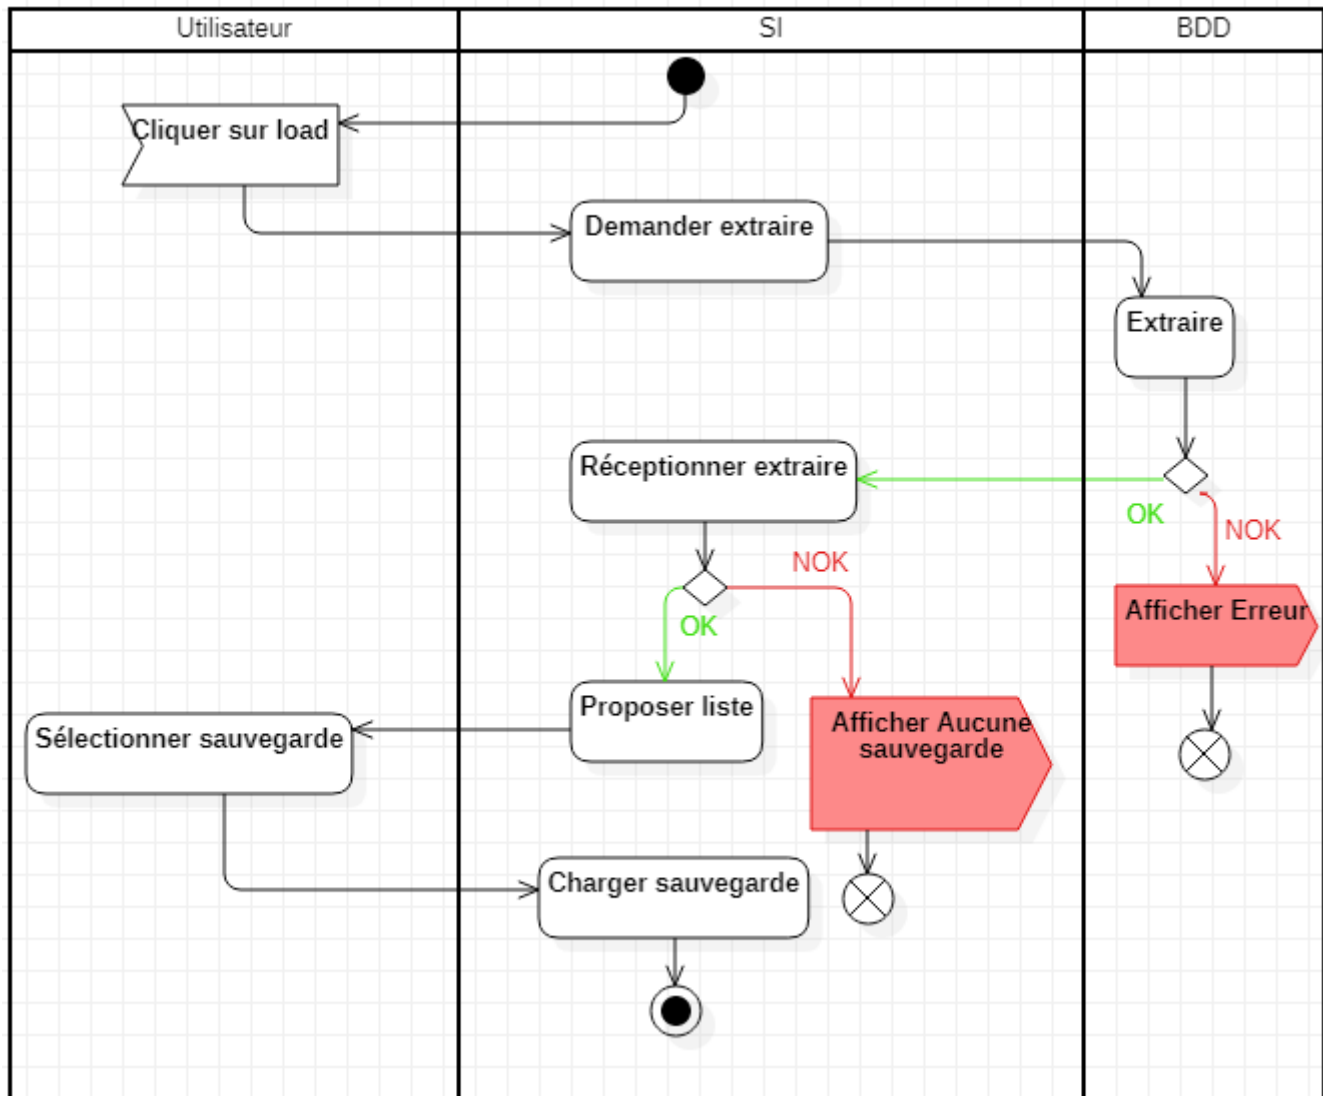 Utilisateur
SI
BDD
Cliquer sur load
Demander extraire
Extraire
Réceptionner extraire
OK
NOK
NOK
OK
Afficher Erreur
Proposer liste
Afficher Aucune
sauvegarde
Sélectionner sauvegarde
Charger sauvegarde